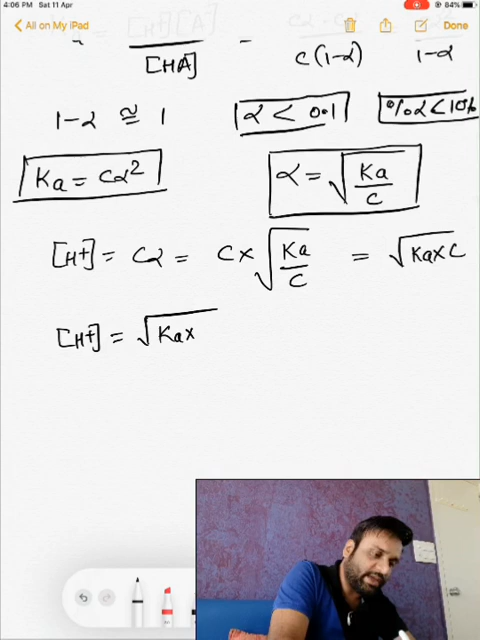 4:06 PM Sat 11 Apr 84%
All on My iPad Done
[H+][A-]
[HA] = C(1-α) 1-α
1-α ≅ 1 α < 0.1 %α<10%
Ka = Cα² α = √(Ka/C)
[H+] = Cα = C× √(Ka/C) = √Ka×C
[H+] = √Ka×